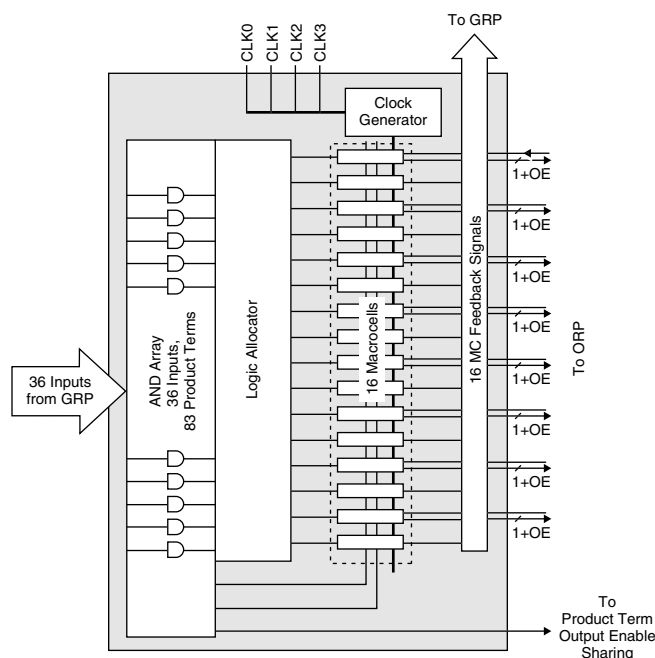 To GRP
CLK0
CLK1
CLK2
CLK3
Clock
Generator
1+OE
1+OE
1+OE
1+OE
1+OE
1+OE
1+OE
1+OE
36 Inputs
from GRP
AND Array
36 Inputs,
83 Product Terms
Logic Allocator
16 Macrocells
16 MC Feedback Signals
To ORP
To
Product Term
Output Enable
Sharing